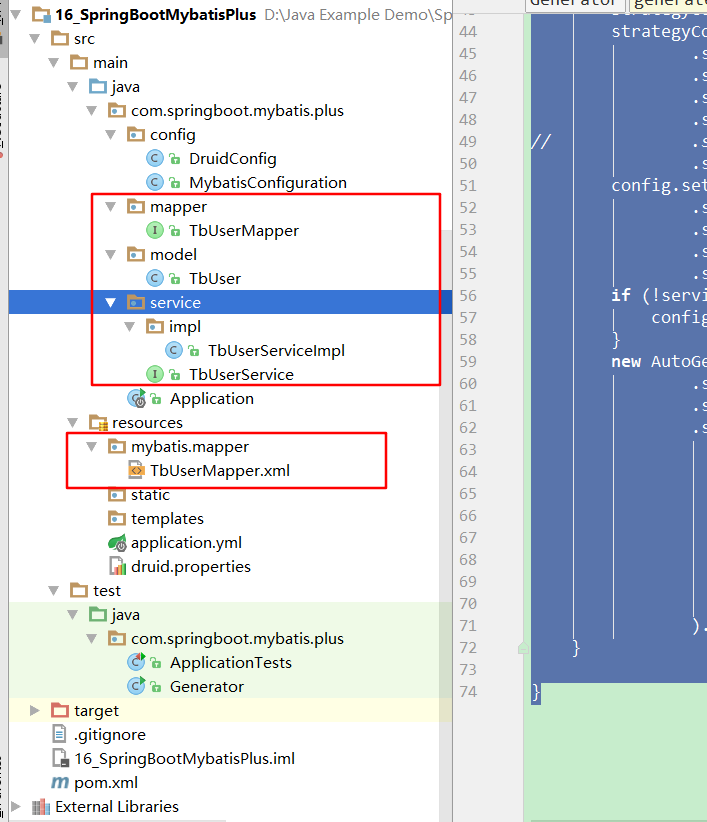 16_SpringBootMybatisPlus D:\Java Example Demo\Sp
src
main
java
com.springboot.mybatis.plus
config
DruidConfig
MybatisConfiguration
mapper
TbUserMapper
model
TbUser
service
impl
TbUserServiceImpl
TbUserService
Application
resources
mybatis.mapper
TbUserMapper.xml
static
templates
application.yml
druid.properties
test
java
com.springboot.mybatis.plus
ApplicationTests
Generator
target
.gitignore
16_SpringBootMybatisPlus.iml
pom.xml
External Libraries
Generator
44 strategyCo
45 .s
46 .s
47 .s
48 .s
49 // .s
50 .s
51 config.set
52 .s
53 .s
54 .s
55 .s
56 if (!servi
57 config
58 }
59 new AutoGe
60 .s
61 .s
62 .s
63
64
65
66
67
68
69
70
71 ).
72 }
73
74 }